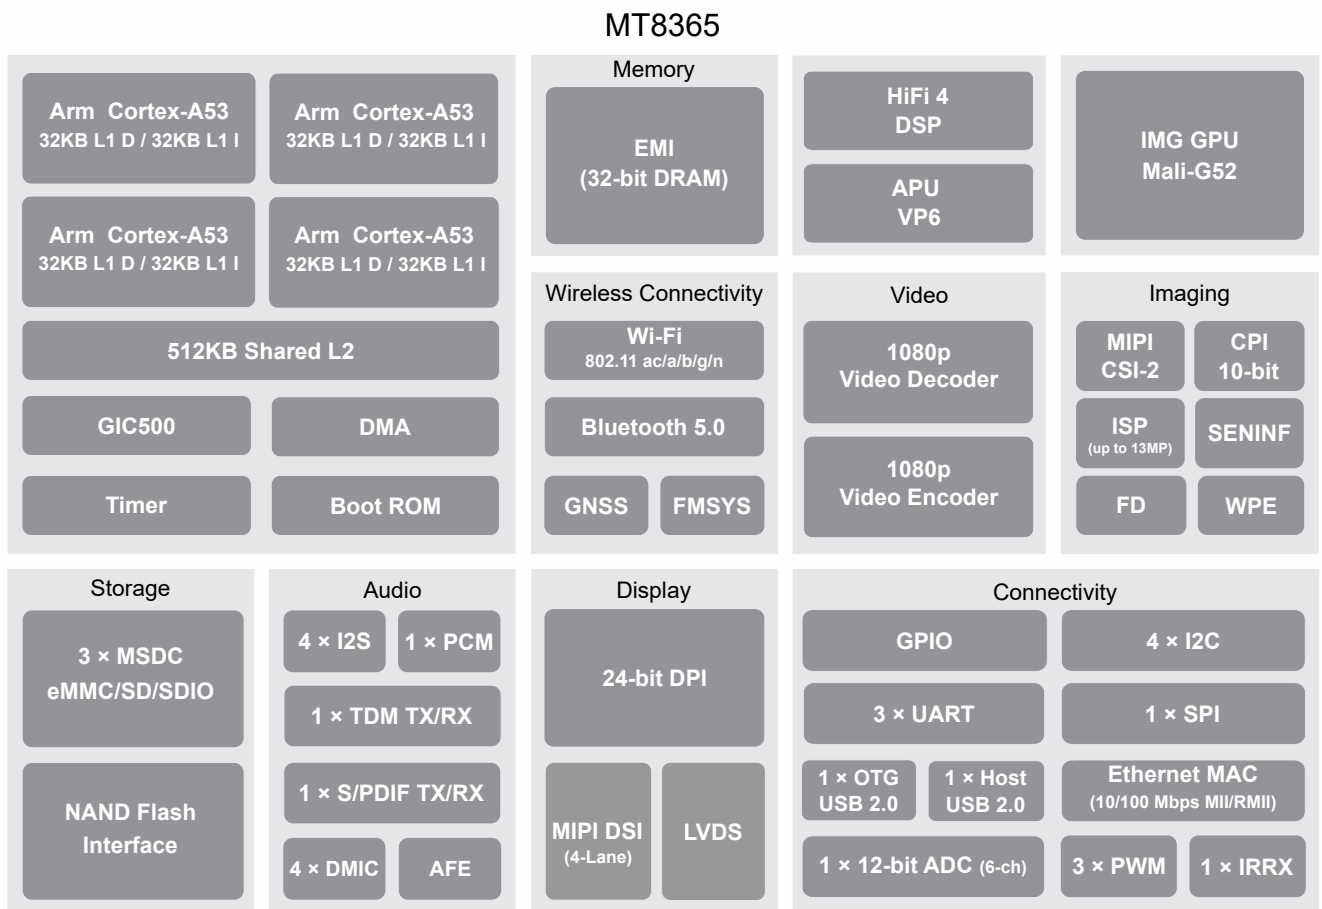 MT8365
Arm Cortex-A53
32KB L1 D / 32KB L1 I
Arm Cortex-A53
32KB L1 D / 32KB L1 I
Arm Cortex-A53
32KB L1 D / 32KB L1 I
Arm Cortex-A53
32KB L1 D / 32KB L1 I
512KB Shared L2
GIC500
DMA
Timer
Boot ROM
Memory
EMI
(32-bit DRAM)
HiFi 4
DSP
APU
VP6
IMG GPU
Mali-G52
Wireless Connectivity
Wi-Fi
802.11 ac/a/b/g/n
Bluetooth 5.0
GNSS
FMSYS
Video
1080p
Video Decoder
1080p
Video Encoder
Imaging
MIPI
CSI-2
CPI
10-bit
ISP
(up to 13MP)
SENINF
FD
WPE
Storage
3 × MSDC
eMMC/SD/SDIO
NAND Flash
Interface
Audio
4 × I2S
1 × PCM
1 × TDM TX/RX
1 × S/PDIF TX/RX
4 × DMIC
AFE
Display
24-bit DPI
MIPI DSI
(4-Lane)
LVDS
Connectivity
GPIO
4 × I2C
3 × UART
1 × SPI
1 × OTG
USB 2.0
1 × Host
USB 2.0
Ethernet MAC
(10/100 Mbps MII/RMII)
1 × 12-bit ADC (6-ch)
3 × PWM
1 × IRRX